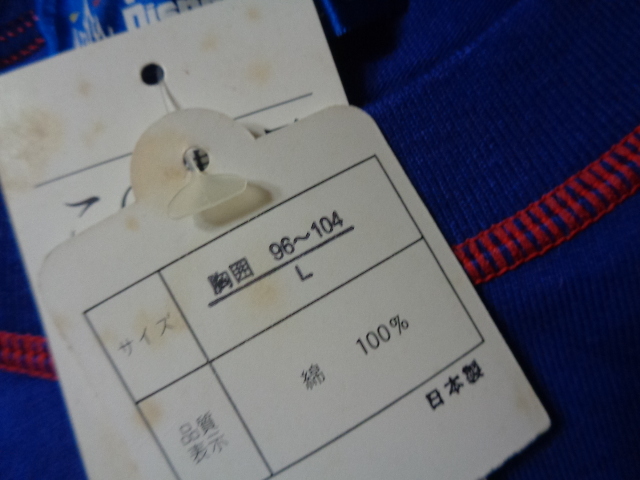 サイズ
胸囲 96〜104
L
品質
表示
綿 100%
日本製